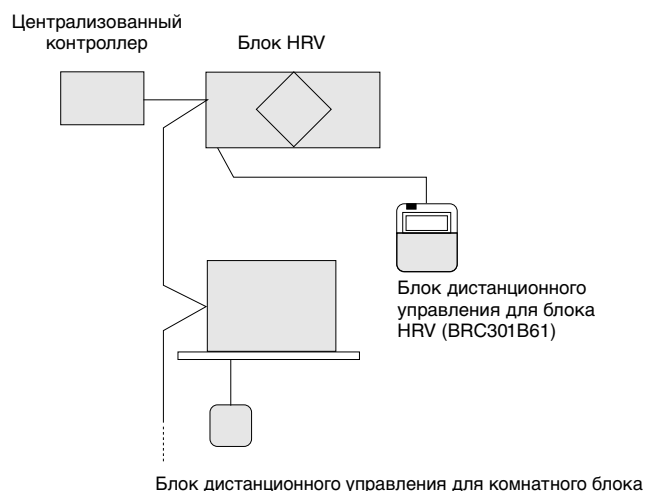 Централизованный
контроллер
Блок HRV
Блок дистанционного
управления для блока
HRV (BRC301B61)
Блок дистанционного управления для комнатного блока